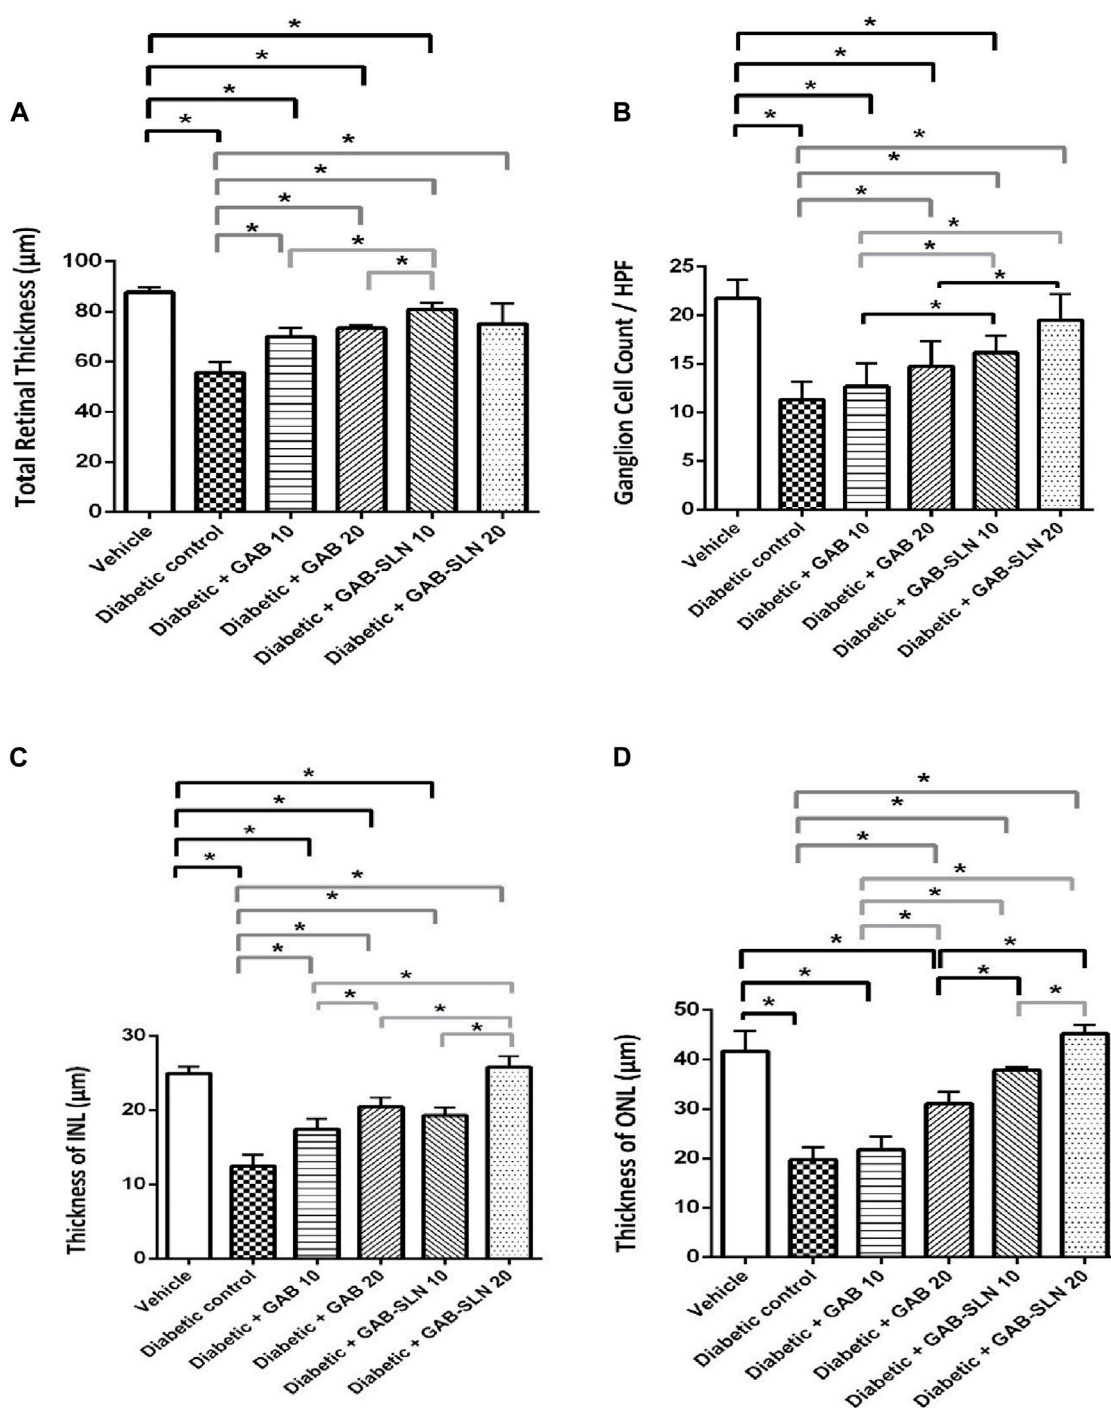 A
*
*
*
*
*
*
*
*
*
*
Total Retinal Thickness (µm)
100
80
60
40
20
0
Vehicle
Diabetic control
Diabetic + GAB 10
Diabetic + GAB 20
Diabetic + GAB-SLN 10
Diabetic + GAB-SLN 20
B
*
*
*
*
*
*
*
*
*
*
*
Ganglion Cell Count / HPF
25
20
15
10
5
0
Vehicle
Diabetic control
Diabetic + GAB 10
Diabetic + GAB 20
Diabetic + GAB-SLN 10
Diabetic + GAB-SLN 20
C
*
*
*
*
*
*
*
*
*
*
*
*
Thickness of INL (µm)
30
20
10
0
Vehicle
Diabetic control
Diabetic + GAB 10
Diabetic + GAB 20
Diabetic + GAB-SLN 10
Diabetic + GAB-SLN 20
D
*
*
*
*
*
*
*
*
*
*
*
*
Thickness of ONL (µm)
50
40
30
20
10
0
Vehicle
Diabetic control
Diabetic + GAB 10
Diabetic + GAB 20
Diabetic + GAB-SLN 10
Diabetic + GAB-SLN 20